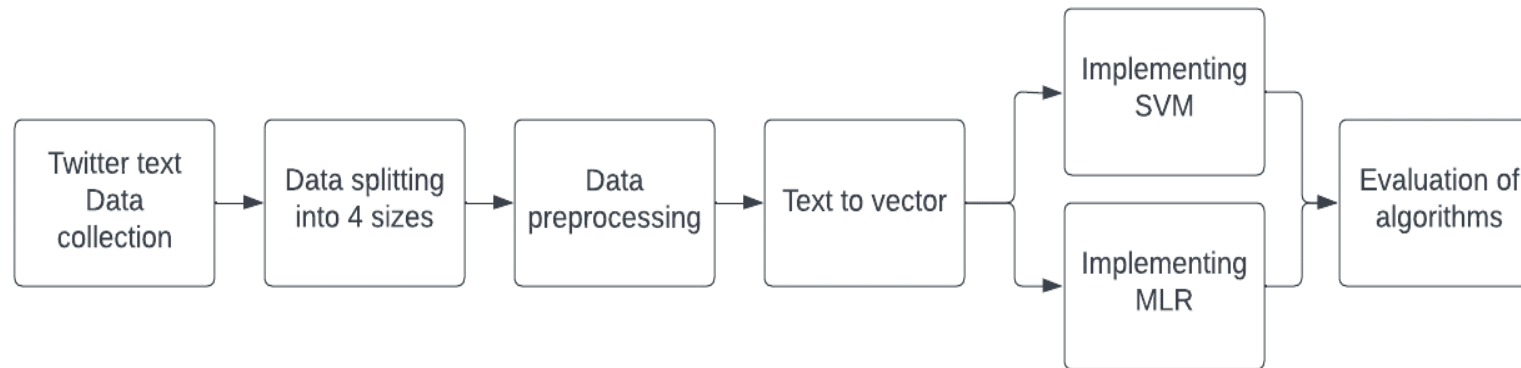 Twitter text
Data
collection
Data splitting
into 4 sizes
Data
preprocessing
Text to vector
Implementing
SVM
Implementing
MLR
Evaluation of
algorithms